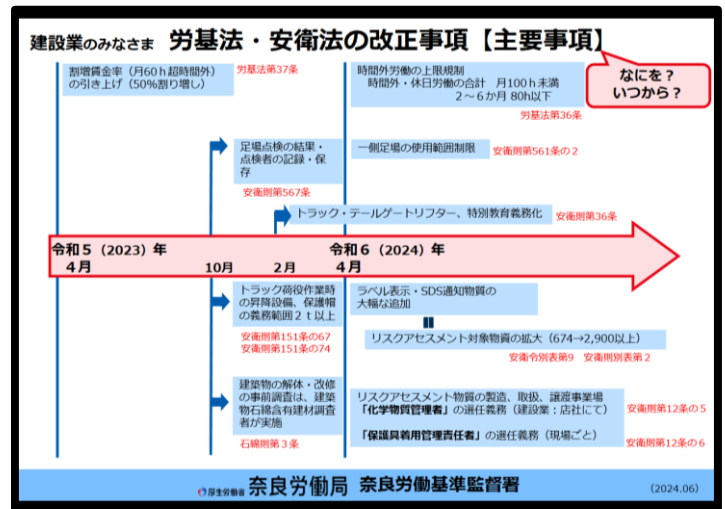 建設業のみなさま 労基法・安衛法の改正事項【主要事項】
なにを？
いつから？
割増賃金率（月60ｈ超時間外）
の引き上げ（50%割り増し）
労基法第37条
時間外労働の上限規制
時間外・休日労働の合計　月100ｈ未満
２～６か月 80h以下
労基法第36条
足場点検の結果・
点検者の記録・保
存
安衛則第567条
一側足場の使用範囲制限
安衛則第561条の２
トラック・テールゲートリフター、特別教育義務化
安衛則第36条
令和５（2023）年
４月
10月
２月
令和６（2024）年
４月
トラック荷役作業時
の昇降設備、保護帽
の義務範囲２ｔ以上
安衛則第151条の67
安衛則第151条の74
ラベル表示・SDS通知物質の
大幅な追加
リスクアセスメント対象物質の拡大（674→2,900以上）
安衛令別表第9　安衛則別表第２
建築物の解体・改修
の事前調査は、建築
物石綿含有建材調査
者が実施
石綿則第３条
リスクアセスメント物質の製造、取扱、譲渡事業場
「化学物質管理者」の選任義務（建設業：店社にて）
安衛則第12条の５
「保護具着用管理責任者」の選任義務（現場ごと）
安衛則第12条の６
厚生労働省 奈良労働局 奈良労働基準監督署
（2024.06）